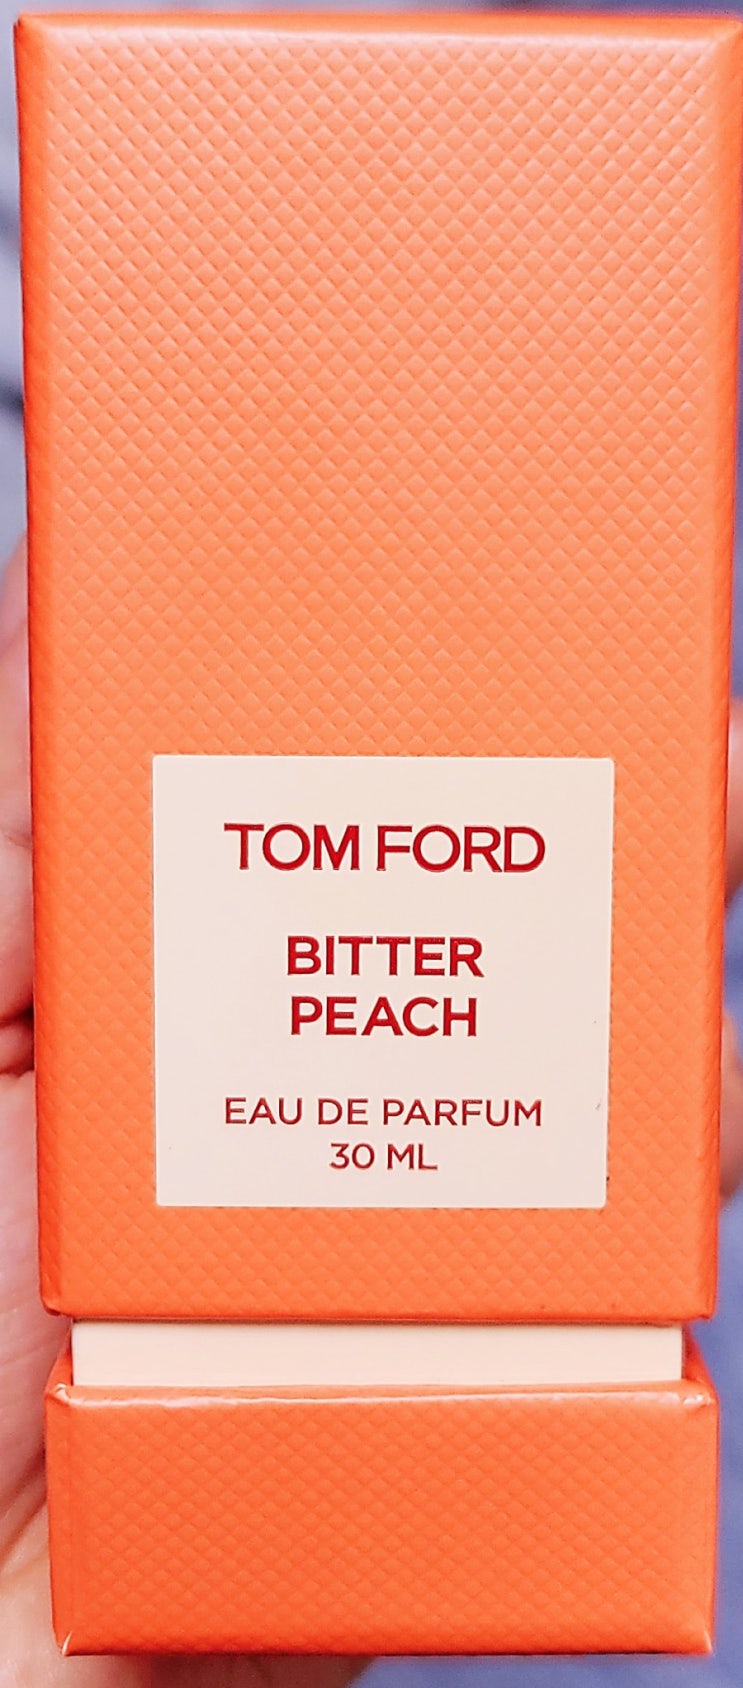 TOM FORD
BITTER
PEACH
EAU DE PARFUM
30 ML